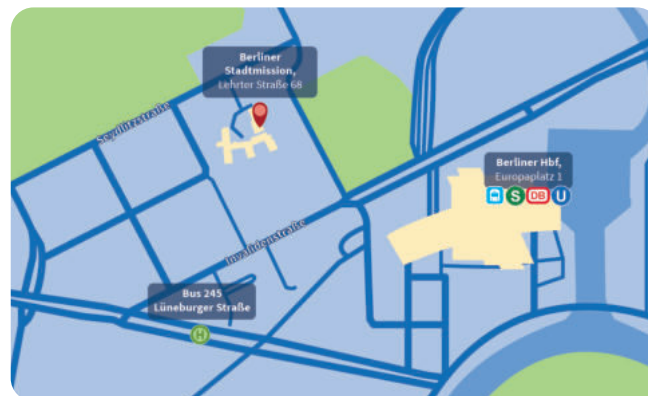 Berliner
Stadtmission,
Lehrter Straße 68
Seydlitzstraße
Berliner Hbf,
Europaplatz 1
S DB U
Invalidenstraße
Bus 245
Lüneburger Straße
H